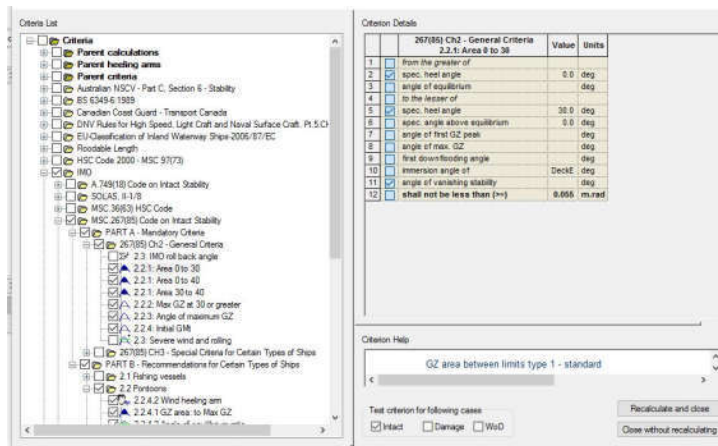 Criteria List
Criteria
Parent calculations
Parent heeling arms
Parent criteria
Australian NSCV - Part C, Section 6 - Stability
BS 6349-6 1989
Canadian Coast Guard - Transport Canada
DNV Rules for High Speed, Light Craft and Naval Surface Craft. Pt.5.CH
EU-Classification of Inland Waterway Ships-2006/87/EC
Floodable Length
HSC Code 2000 - MSC 97(73)
IMO
A.749(18) Code on Intact Stability
SOLAS, II-1/8
MSC.36(63) HSC Code
MSC.267(85) Code on Intact Stability
PART A - Mandatory Criteria
267(85) Ch2 - General Criteria
2.3: IMO roll back angle
2.2.1: Area 0 to 30
2.2.1: Area 0 to 40
2.2.1: Area 30 to 40
2.2.2: Max GZ at 30 or greater
2.2.3: Angle of maximum GZ
2.2.4: Initial GMt
2.3: Severe wind and rolling
267(85) CH3 - Special Criteria for Certain Types of Ships
PART B - Recommendations for Certain Types of Ships
2.1 Fishing vessels
2.2 Pontoons
2.2.4.2 Wind heeling arm
2.2.4.1 GZ area: to Max GZ
Criterion Details
267(85) Ch2 - General Criteria
2.2.1: Area 0 to 30 Value Units
1 from the greater of
2 spec. heel angle 0.0 deg
3 angle of equilibrium deg
4 to the lesser of
5 spec. heel angle 30.0 deg
6 spec. angle above equilibrium 0.0 deg
7 angle of first GZ peak deg
8 angle of max. GZ deg
9 first downflooding angle deg
10 immersion angle of DeckE deg
11 angle of vanishing stability deg
12 shall not be less than (>=) 0.055 m.rad
Criterion Help
GZ area between limits type 1 - standard
Test criterion for following cases
Intact Damage WoD
Recalculate and close
Close without recalculating